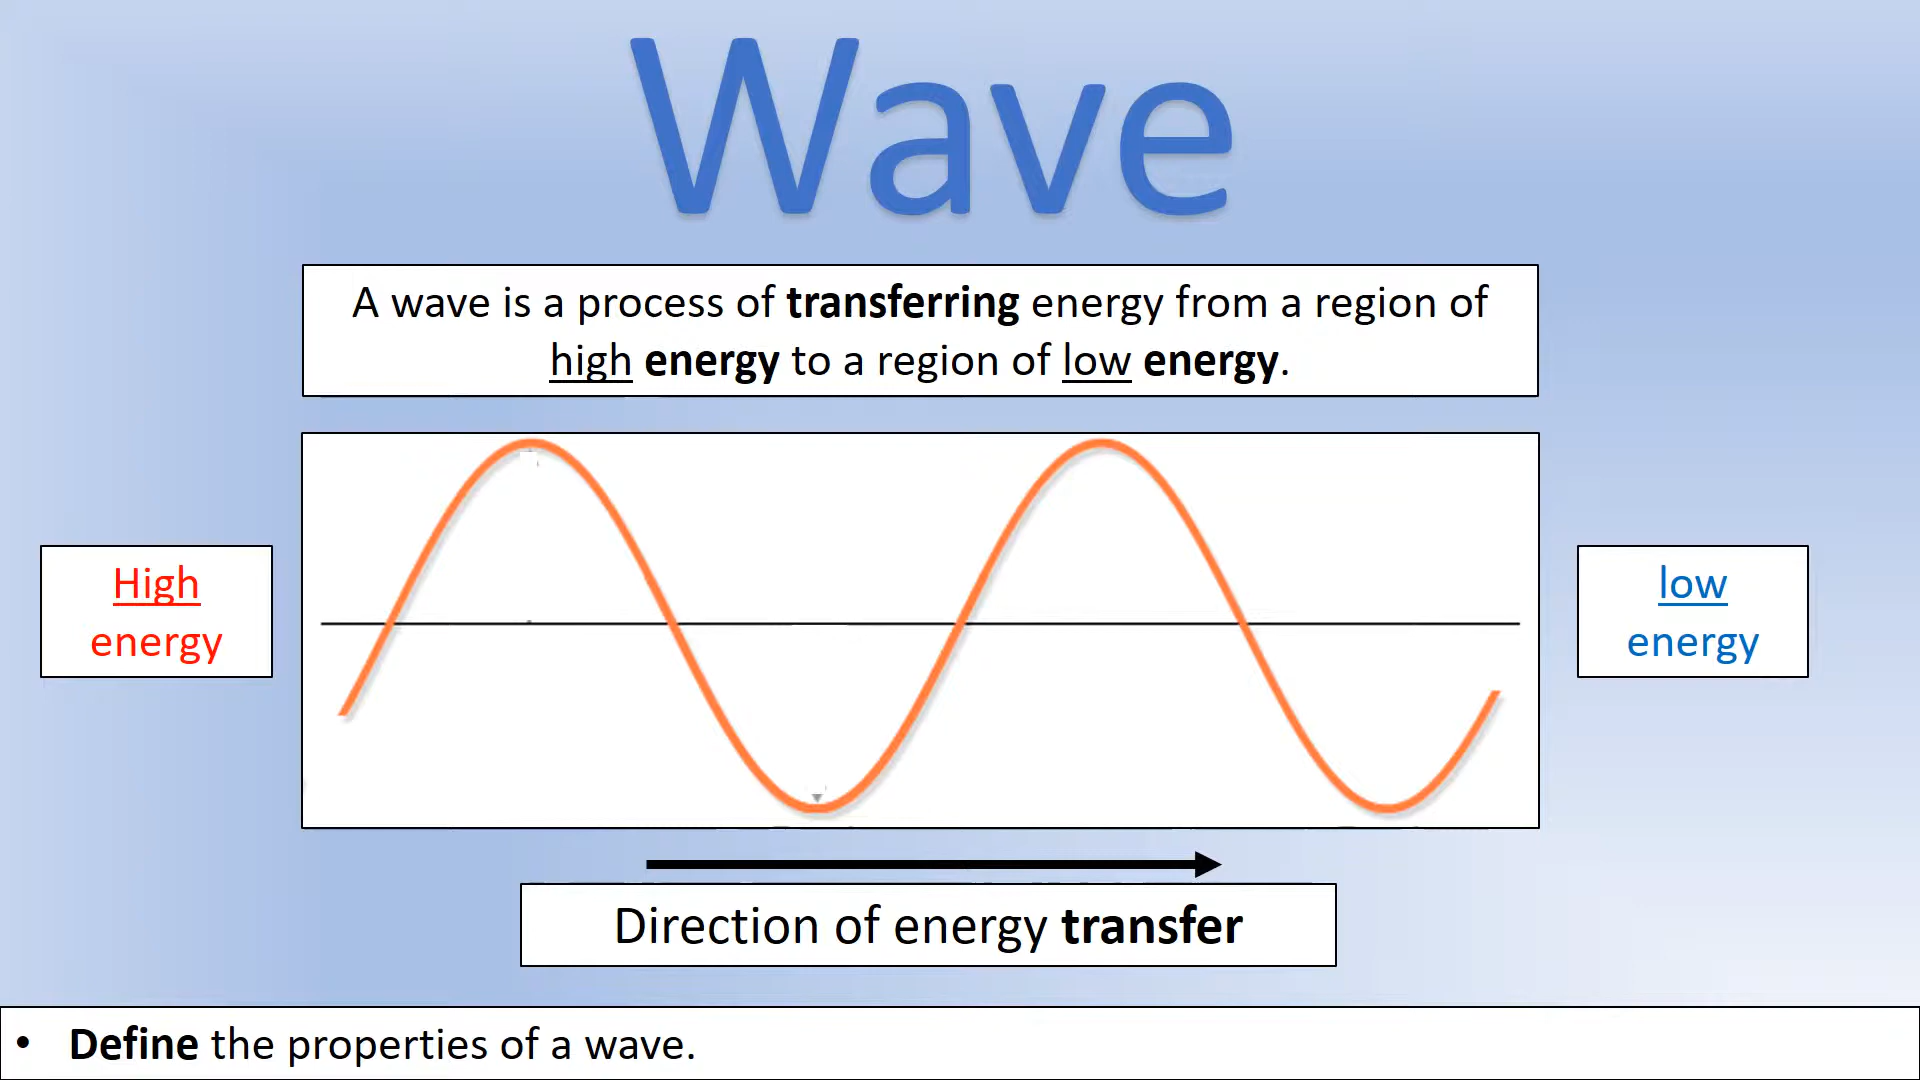 Wave
A wave is a process of transferring energy from a region of
high energy to a region of low energy.
High
energy
low
energy
Direction of energy transfer
• Define the properties of a wave.